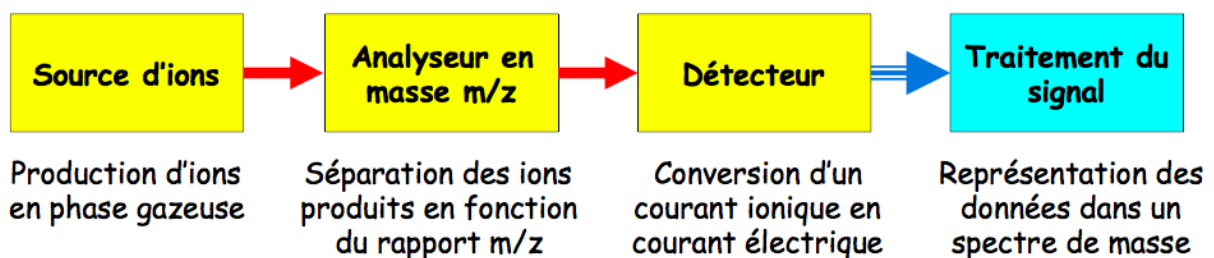 Source d'ions
Analyseur en
masse m/z
Détecteur
Traitement du
signal
Production d'ions
en phase gazeuse
Séparation des ions
produits en fonction
du rapport m/z
Conversion d'un
courant ionique en
courant électrique
Représentation des
données dans un
spectre de masse